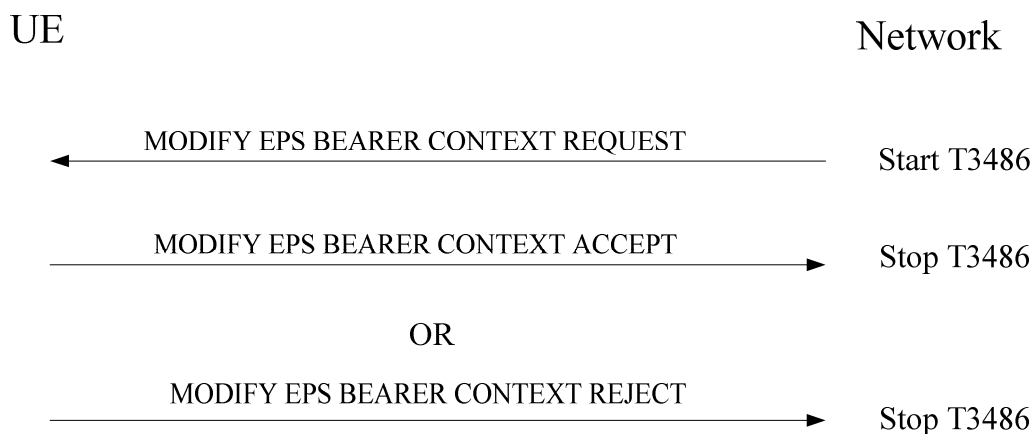 UE
Network
MODIFY EPS BEARER CONTEXT REQUEST
Start T3486
MODIFY EPS BEARER CONTEXT ACCEPT
Stop T3486
OR
MODIFY EPS BEARER CONTEXT REJECT
Stop T3486